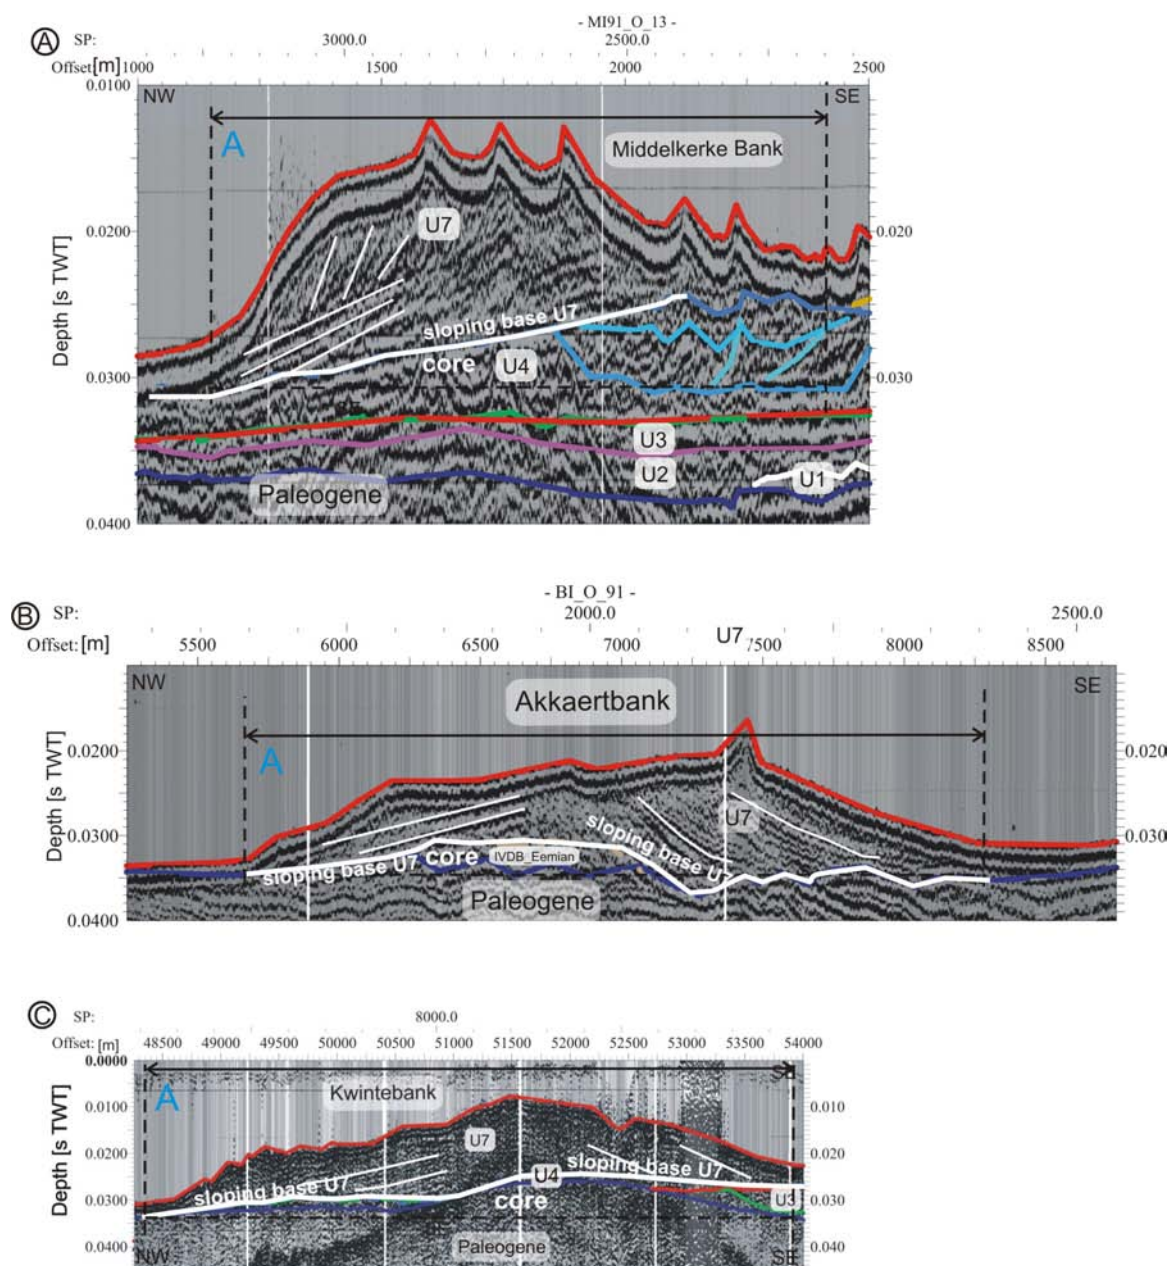 - MI91_O_13 -
A SP: 3000.0 2500.0
Offset:[m] 1000 1500 2000 2500
0.0100 NW SE
A Middelkerke Bank
U7
0.0200 0.020
sloping base U7
core U4
0.0300 0.030
U3
U2 U1
Paleogene
0.0400
Depth [s TWT]
- BI_O_91 -
B SP: 2000.0 2500.0
U7
Offset: [m] 5500 6000 6500 7000 7500 8000 8500
NW SE
Akkaertbank
A
0.0200 0.020
U7
sloping base U7
0.0300 0.030
sloping base U7 core IVDB_Eemian
Paleogene
0.0400 0.040
Depth [s TWT]
C SP: 8000.0
Offset: [m] 48500 49000 49500 50000 50500 51000 51500 52000 52500 53000 53500 54000
0.0000 SE
A Kwintebank
0.0100 0.010
U7
0.0200 0.020
sloping base U7 U4 sloping base U7
0.0300 core U3 0.030
Paleogene
0.0400 NW SE 0.040
Depth [s TWT]